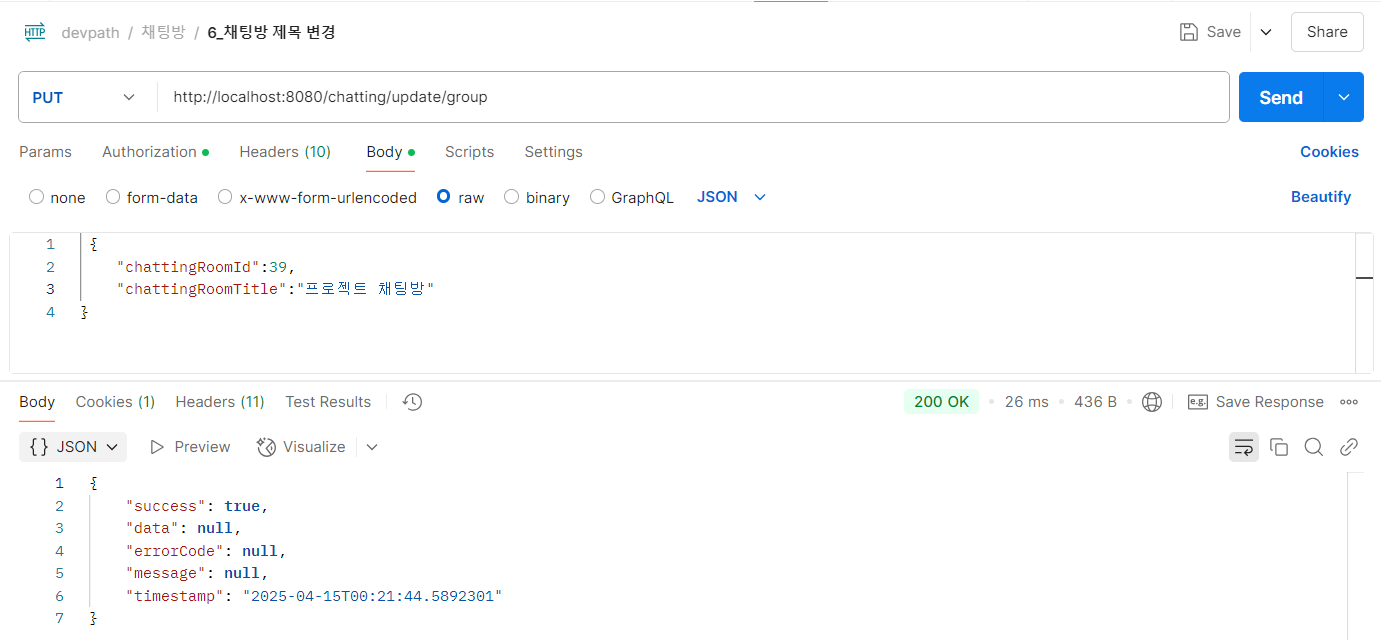 HTTP devpath / 채팅방 / 6_채팅방 제목 변경 Save Share
PUT http://localhost:8080/chatting/update/group Send
Params Authorization Headers (10) Body Scripts Settings Cookies
none form-data x-www-form-urlencoded raw binary GraphQL JSON Beautify
1 {
2 "chattingRoomId":39,
3 "chattingRoomTitle":"프로젝트 채팅방"
4 }
Body Cookies (1) Headers (11) Test Results 200 OK 26 ms 436 B e.g. Save Response
{} JSON Preview Visualize
1 {
2 "success": true,
3 "data": null,
4 "errorCode": null,
5 "message": null,
6 "timestamp": "2025-04-15T00:21:44.5892301"
7 }